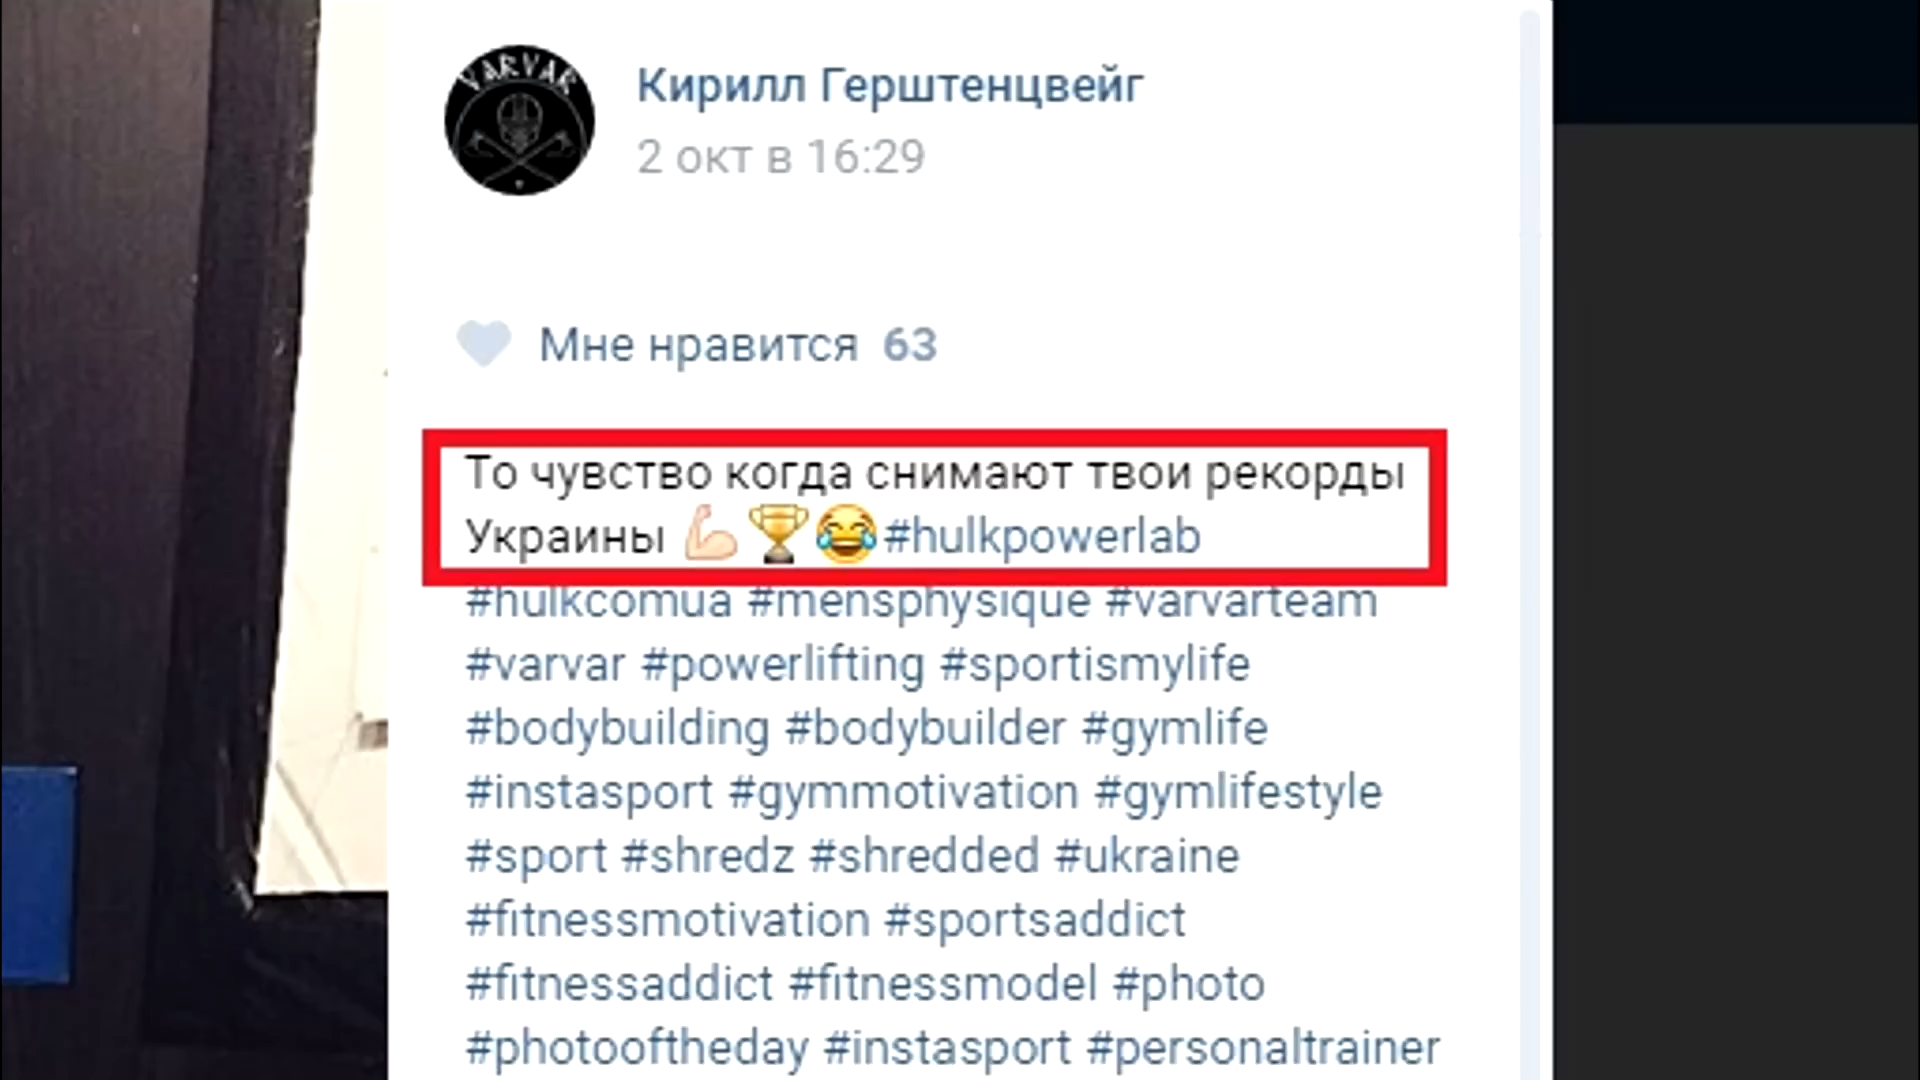 VARVAR
Кирилл Герштенцвейг
2 окт в 16:29
Мне нравится 63
То чувство когда снимают твои рекорды
Украины 💪🏻🏆😂#hulkpowerlab
#hulkcomua #mensphysique #varvarteam
#varvar #powerlifting #sportismylife
#bodybuilding #bodybuilder #gymlife
#instasport #gymmotivation #gymlifestyle
#sport #shredz #shredded #ukraine
#fitnessmotivation #sportsaddict
#fitnessaddict #fitnessmodel #photo
#photooftheday #instasport #personaltrainer